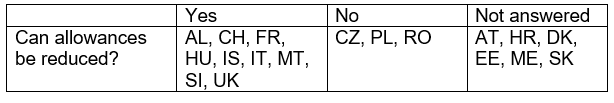 Yes No Not answered
Can allowances AL, CH, FR, CZ, PL, RO AT, HR, DK,
be reduced? HU, IS, IT, MT, EE, ME, SK
SI, UK